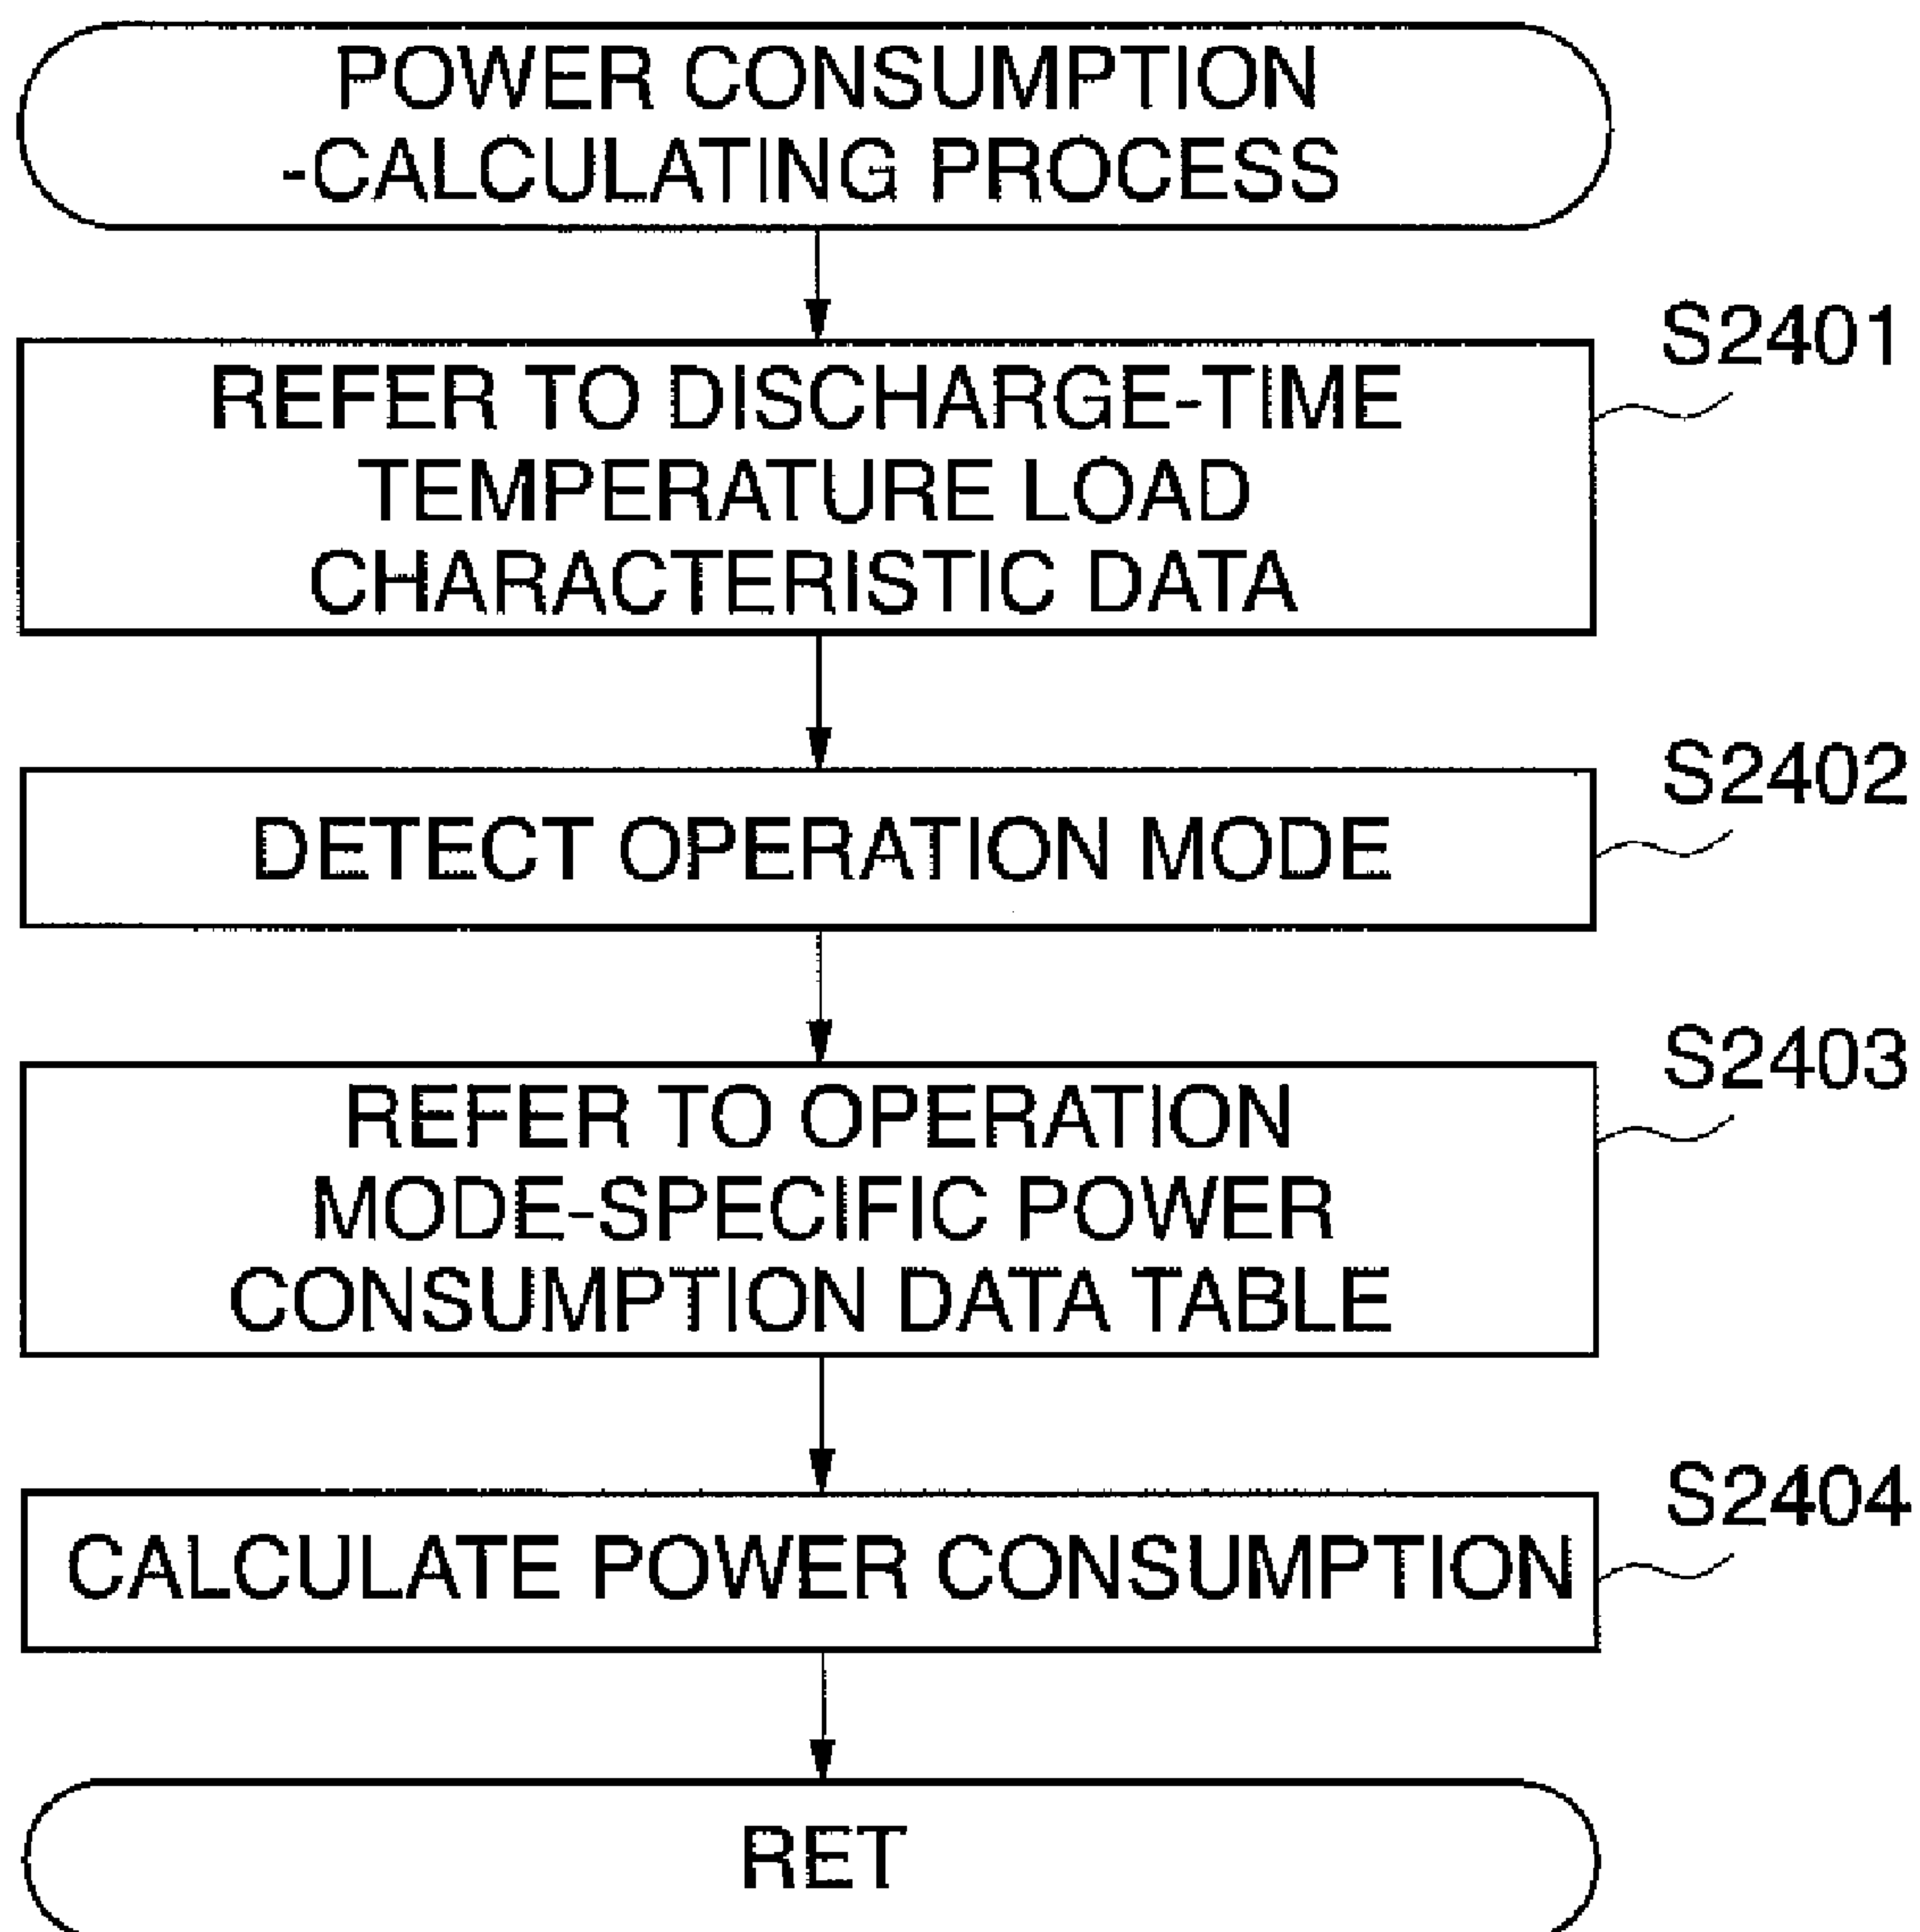 POWER CONSUMPTION
-CALCULATING PROCESS
S2401
REFER TO DISCHARGE-TIME
TEMPERATURE LOAD
CHARACTERISTIC DATA
S2402
DETECT OPERATION MODE
S2403
REFER TO OPERATION
MODE-SPECIFIC POWER
CONSUMPTION DATA TABLE
S2404
CALCULATE POWER CONSUMPTION
RET